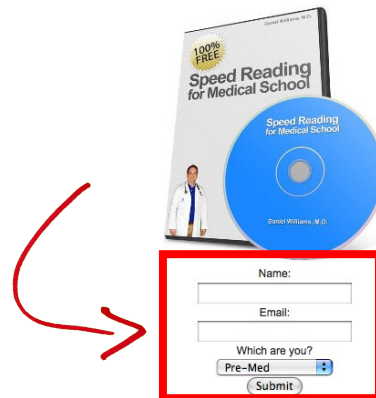 Daniel Williams, M.D.
100%
FREE
Speed Reading
for Medical School
Speed Reading
for Medical School
Daniel Williams, M.D.
Name:
Email:
Which are you?
Pre-Med
Submit